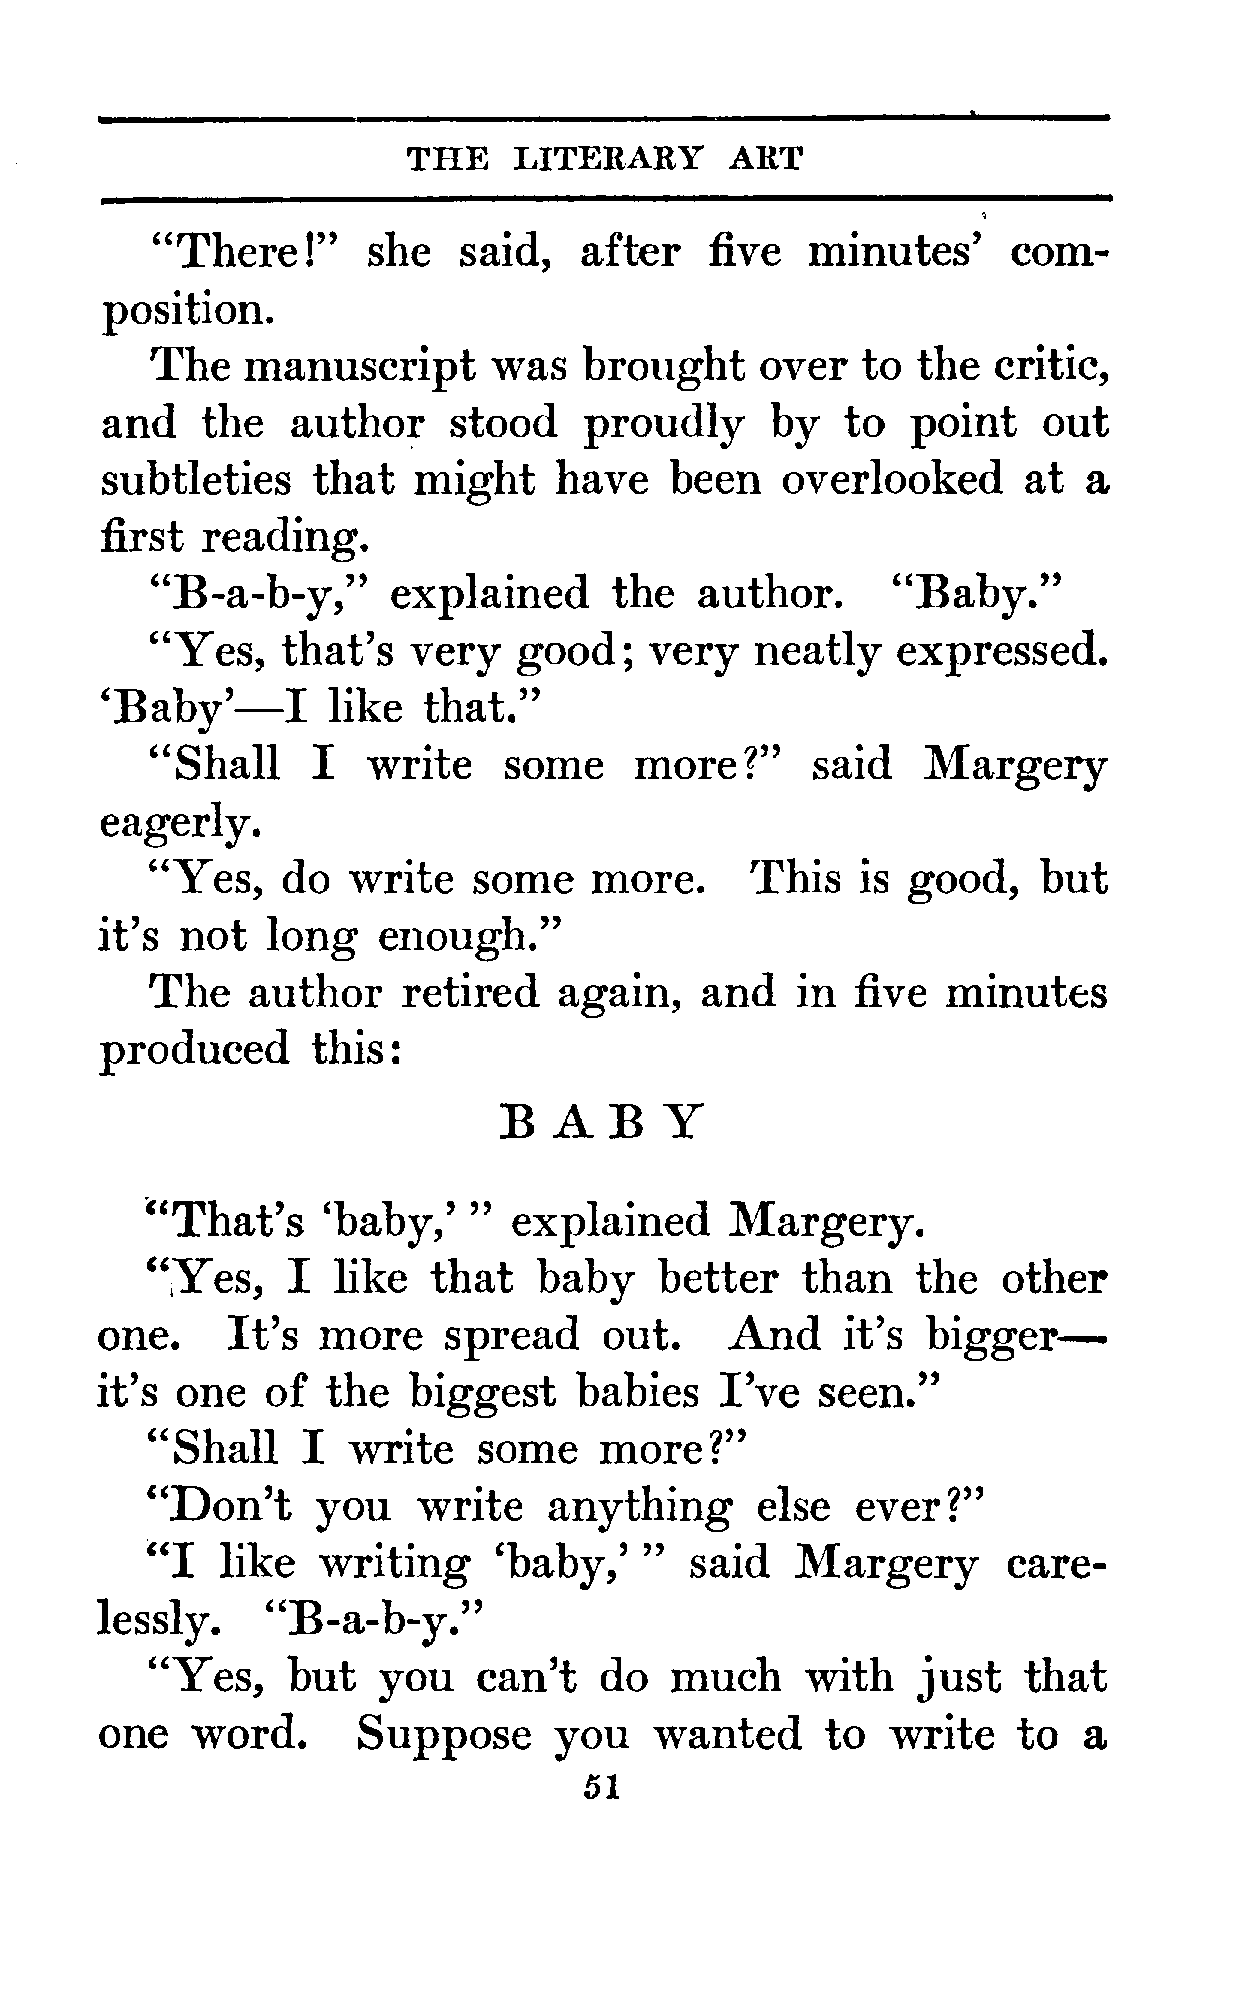 THE LITERARY ART
“There!” she said, after five minutes’ com-
position.
The manuscript was brought over to the critic,
and the author stood proudly by to point out
subtleties that might have been overlooked at a
first reading.
“B-a-b-y,” explained the author. “Baby.”
“Yes, that’s very good; very neatly expressed.
‘Baby’—I like that.”
“Shall I write some more?” said Margery
eagerly.
“Yes, do write some more. This is good, but
it’s not long enough.”
The author retired again, and in five minutes
produced this:
B A B Y
“That’s ‘baby,’ ” explained Margery.
“Yes, I like that baby better than the other
one. It’s more spread out. And it’s bigger—
it’s one of the biggest babies I’ve seen.”
“Shall I write some more?”
“Don’t you write anything else ever?”
“I like writing ‘baby,’ ” said Margery care-
lessly. “B-a-b-y.”
“Yes, but you can’t do much with just that
one word. Suppose you wanted to write to a
51